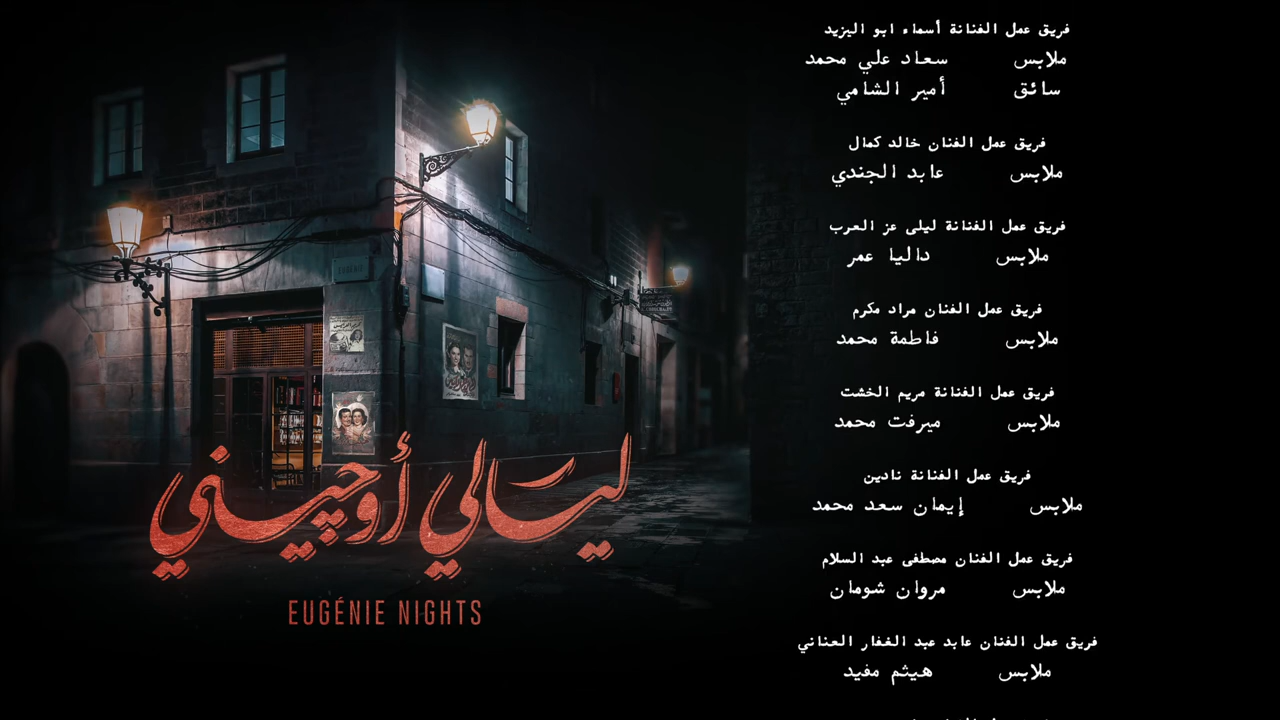 ليالي أوچيني
EUGÉNIE NIGHTS
فريق عمل الفنانة أسماء ابو اليزيد
ملابس سعاد علي محمد
سائق أمير الشامي
فريق عمل الفنان خالد كمال
ملابس عابد الجندي
فريق عمل الفنانة ليلى عز العرب
ملابس داليا عمر
فريق عمل الفنان مراد مكرم
ملابس فاطمة محمد
فريق عمل الفنانة مريم الخشت
ملابس ميرفت محمد
فريق عمل الفنانة نادين
ملابس إيمان سعد محمد
فريق عمل الفنان مصطفى عبد السلام
ملابس مروان شومان
فريق عمل الفنان عابد عبد الغفار العناني
ملابس هيثم مفيد